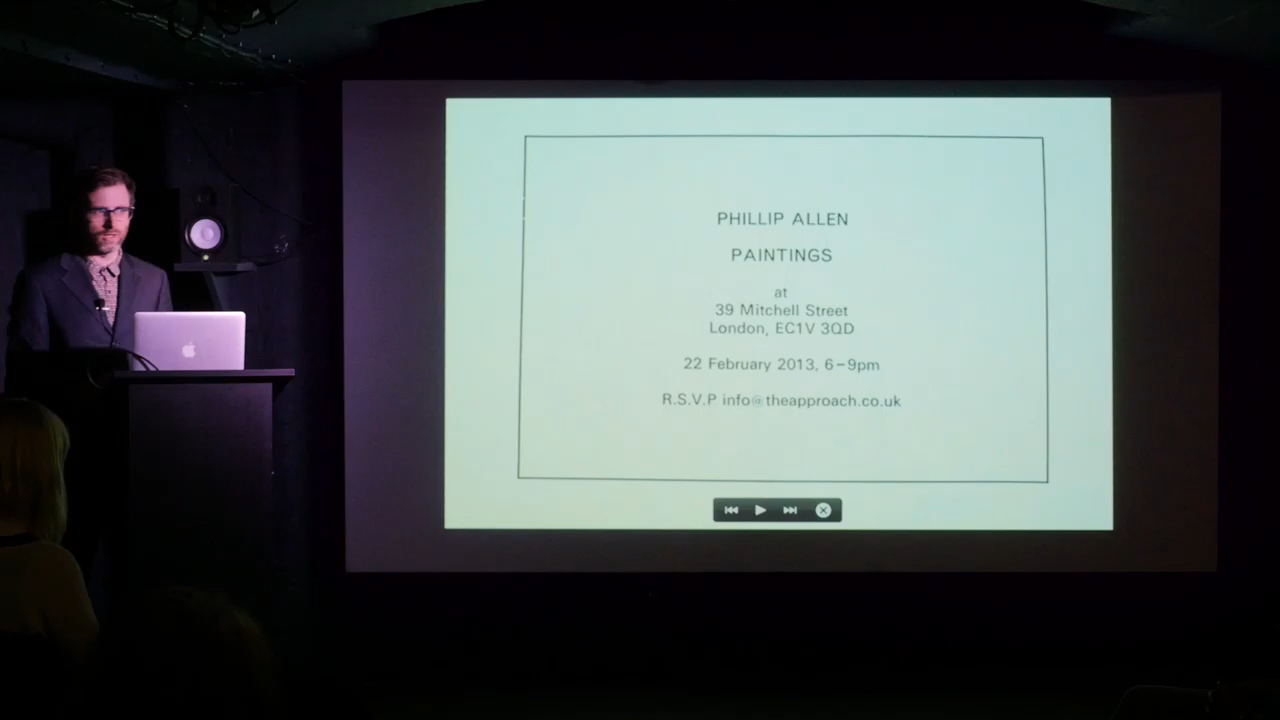 PHILLIP ALLEN
PAINTINGS
at
39 Mitchell Street
London, EC1V 3QD
22 February 2013, 6–9pm
R.S.V.P info@theapproach.co.uk